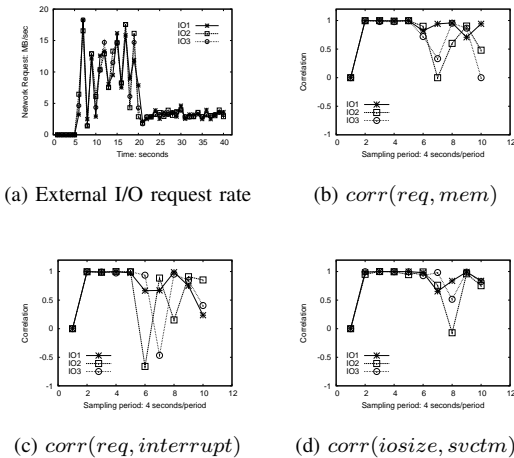 20
15
10
5
0
0 5 10 15 20 25 30 35 40
Network Request: MB/sec
Time: seconds
IO1
IO2
IO3
(a) External I/O request rate
1
0.5
0
-0.5
-1
0 2 4 6 8 10 12
Correlation
Sampling period: 4 seconds/period
IO1
IO2
IO3
(b) corr(req, mem)
1
0.5
0
-0.5
-1
0 2 4 6 8 10 12
Correlation
Sampling period: 4 seconds/period
IO1
IO2
IO3
(c) corr(req, interrupt)
1
0.5
0
-0.5
-1
0 2 4 6 8 10 12
Correlation
Sampling period: 4 seconds/period
IO1
IO2
IO3
(d) corr(iosize, svctm)